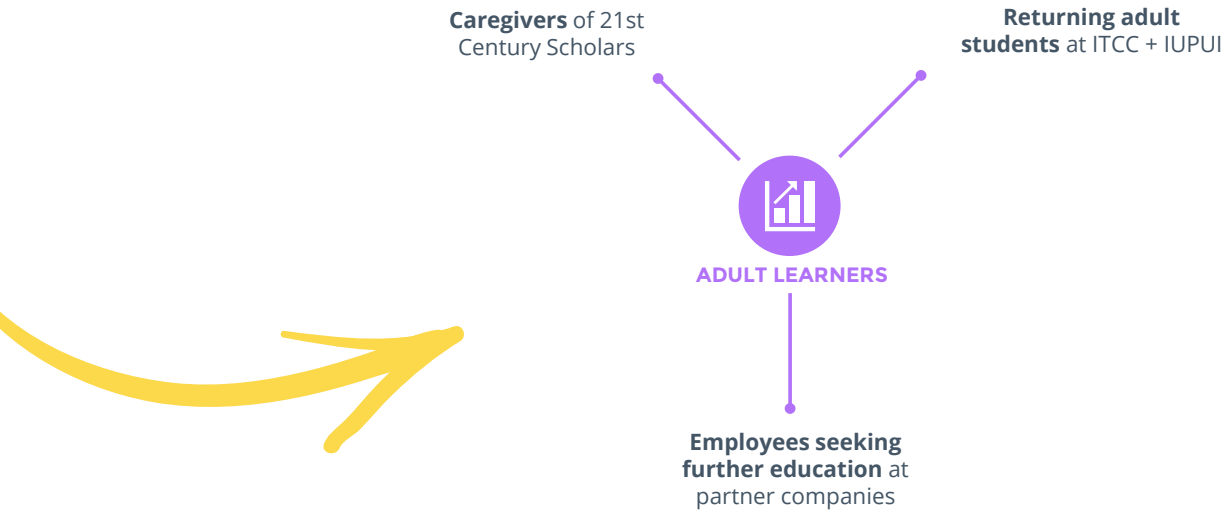 Caregivers of 21st
Century Scholars
Returning adult
students at ITCC + IUPUI
ADULT LEARNERS
Employees seeking
further education at
partner companies